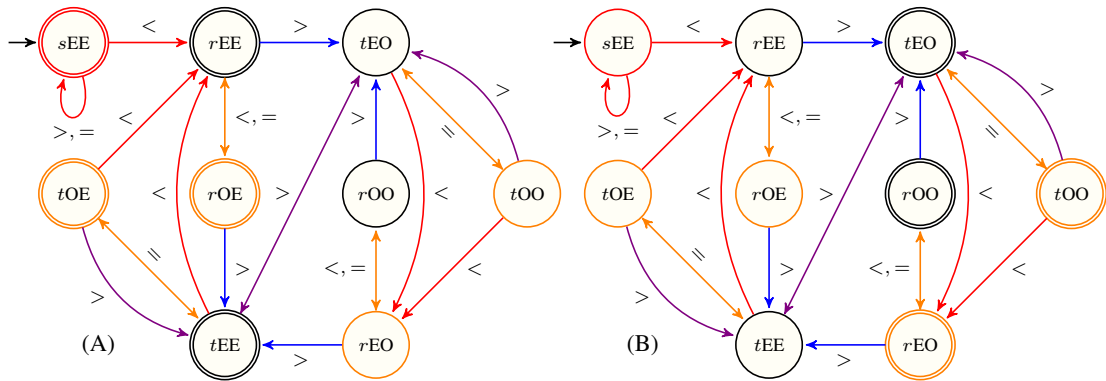 sEE < rEE > tEO
>, = < <, = > = >
tOE rOE rOO tOO
< > <
= > <, = <
>
(A) tEE > rEO
sEE < rEE > tEO
>, = < <, = > = >
tOE rOE rOO tOO
< > <
= > <, = <
>
(B) tEE > rEO